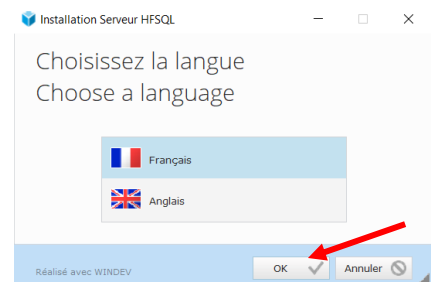 Installation Serveur HFSQL
Choisissez la langue
Choose a language
Français
Anglais
Réalisé avec WINDEV
OK
Annuler